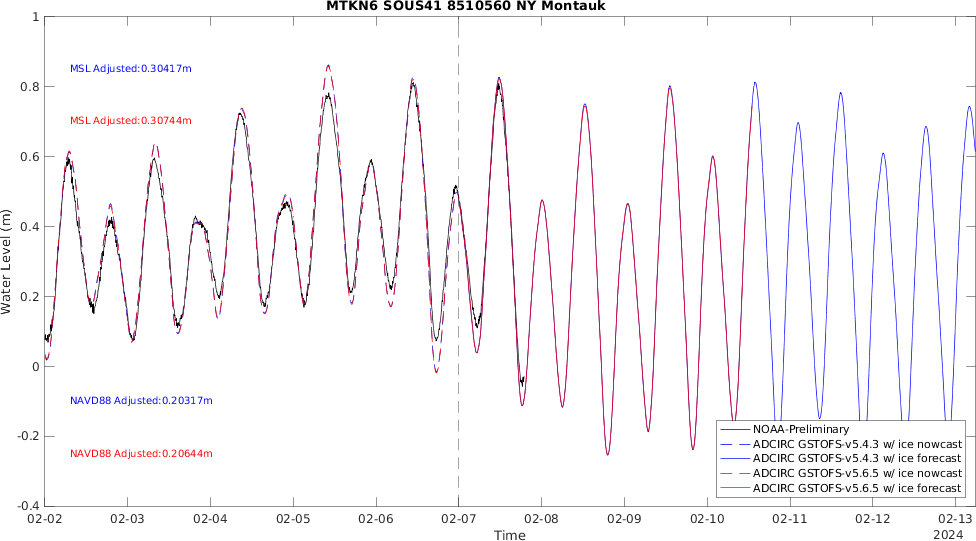 MTKN6 SOUS41 8510560 NY Montauk
1
0.8
0.6
0.4
0.2
0
-0.2
-0.4
Water Level (m)
MSL Adjusted:0.30417m
MSL Adjusted:0.30744m
NAVD88 Adjusted:0.20317m
NAVD88 Adjusted:0.20644m
NOAA-Preliminary
ADCIRC GSTOFS-v5.4.3 w/ ice nowcast
ADCIRC GSTOFS-v5.4.3 w/ ice forecast
ADCIRC GSTOFS-v5.6.5 w/ ice nowcast
ADCIRC GSTOFS-v5.6.5 w/ ice forecast
02-02 02-03 02-04 02-05 02-06 02-07 02-08 02-09 02-10 02-11 02-12 02-13
Time
2024